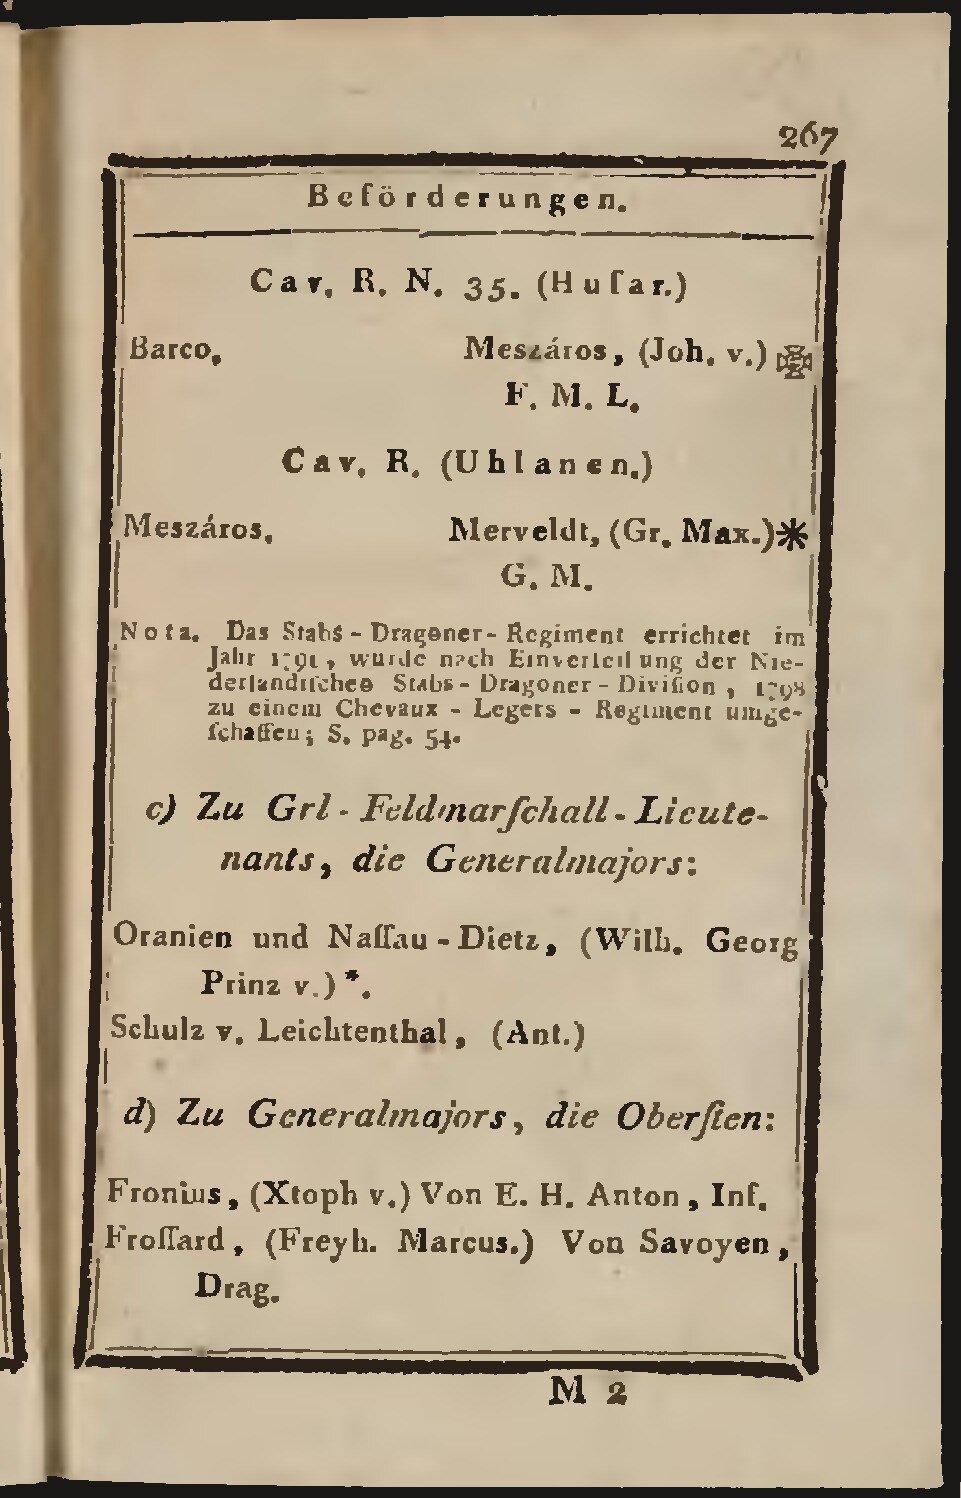 267
Beförderungen.
Cav. R. N. 35. (Huſar.)
Barco, Meszáros, (Joh. v.)
F. M. L.
Cav. R. (Uhlanen.)
Meszáros, Merveldt, (Gr. Max.)*
G. M.
Nota. Das Stabs-Dragoner-Regiment errichtet im
Jahr 1791, wurde nach Einverleilung der Nie-
derländiſchen Stabs-Dragoner-Diviſion, 1798
zu einem Chevaux-Legers-Regiment umge-
ſchaffen; S. pag. 54.
c) Zu Grl-Feldmarſchall-Lieute-
nants, die Generalmajors:
Oranien und Naſſau-Dietz, (Wilh. Georg
Prinz v.) *.
Schulz v. Leichtenthal, (Ant.)
d) Zu Generalmajors, die Oberſten:
Fronius, (Xtoph v.) Von E. H. Anton, Inf.
Froſſard, (Freyh. Marcus.) Von Savoyen,
Drag.
M 2